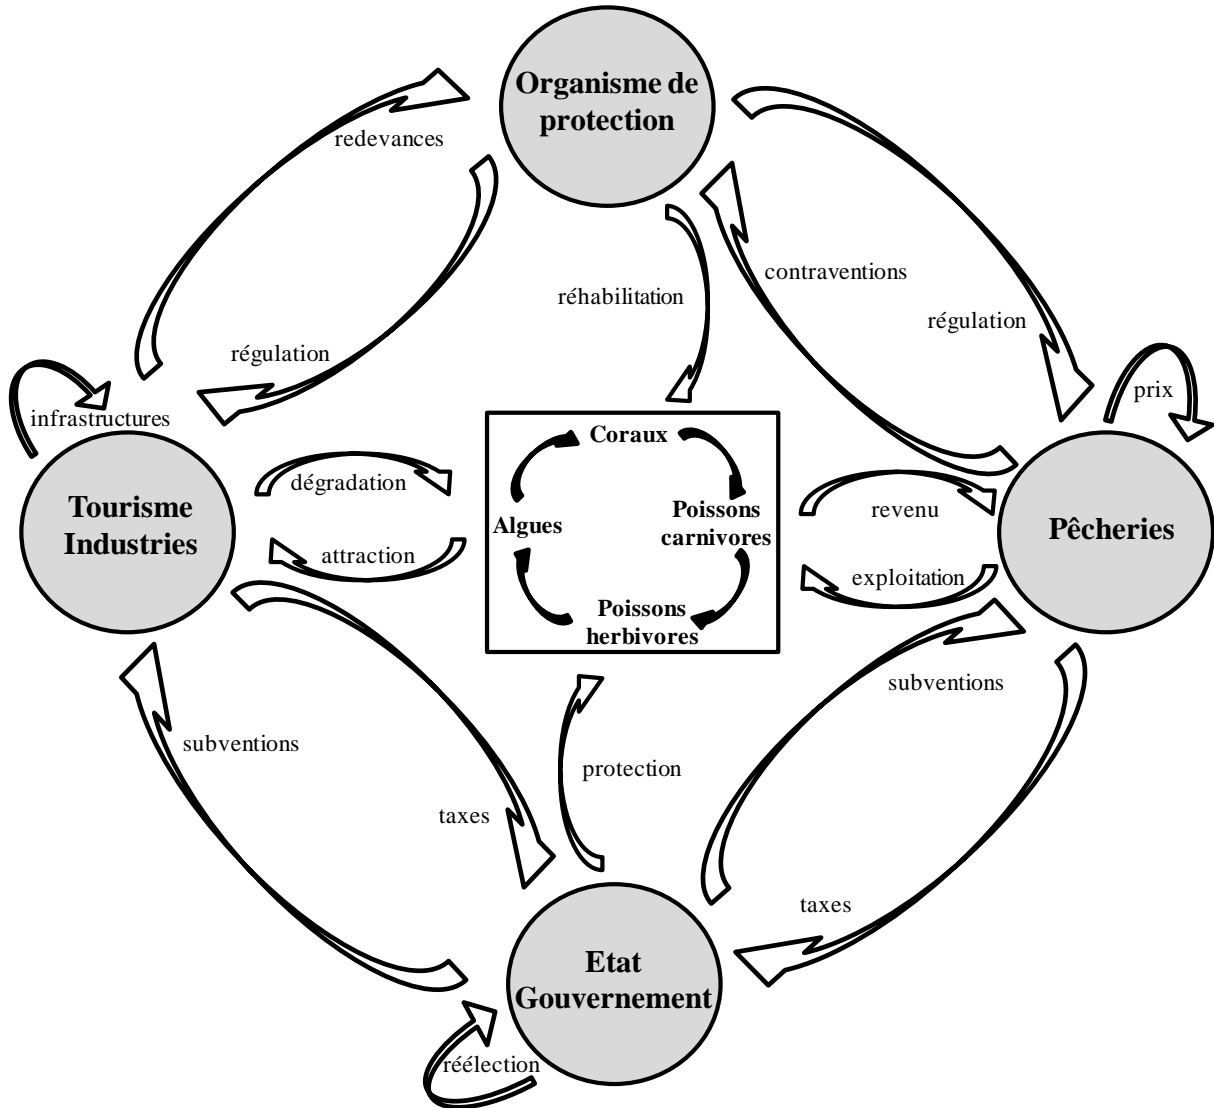 Organisme de
protection
redevances
contraventions
réhabilitation
régulation
régulation
prix
infrastructures
Coraux
dégradation
Tourisme
Industries
Algues
Poissons
carnivores
revenu
Pêcheries
attraction
exploitation
Poissons
herbivores
subventions
subventions
protection
taxes
taxes
Etat
Gouvernement
réélection